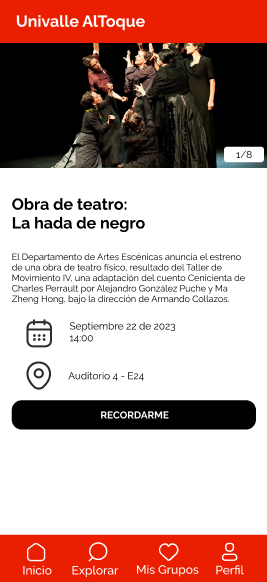 Univalle AlToque
1/8
Obra de teatro:
La hada de negro
El Departamento de Artes Escénicas anuncia el estreno
de una obra de teatro físico, resultado del Taller de
Movimiento IV, una adaptación del cuento Cenicienta de
Charles Perrault por Alejandro González Puche y Ma
Zheng Hong, bajo la dirección de Armando Collazos.
Septiembre 22 de 2023
14:00
Auditorio 4 - E24
RECORDARME
Inicio Explorar Mis Grupos Perfil